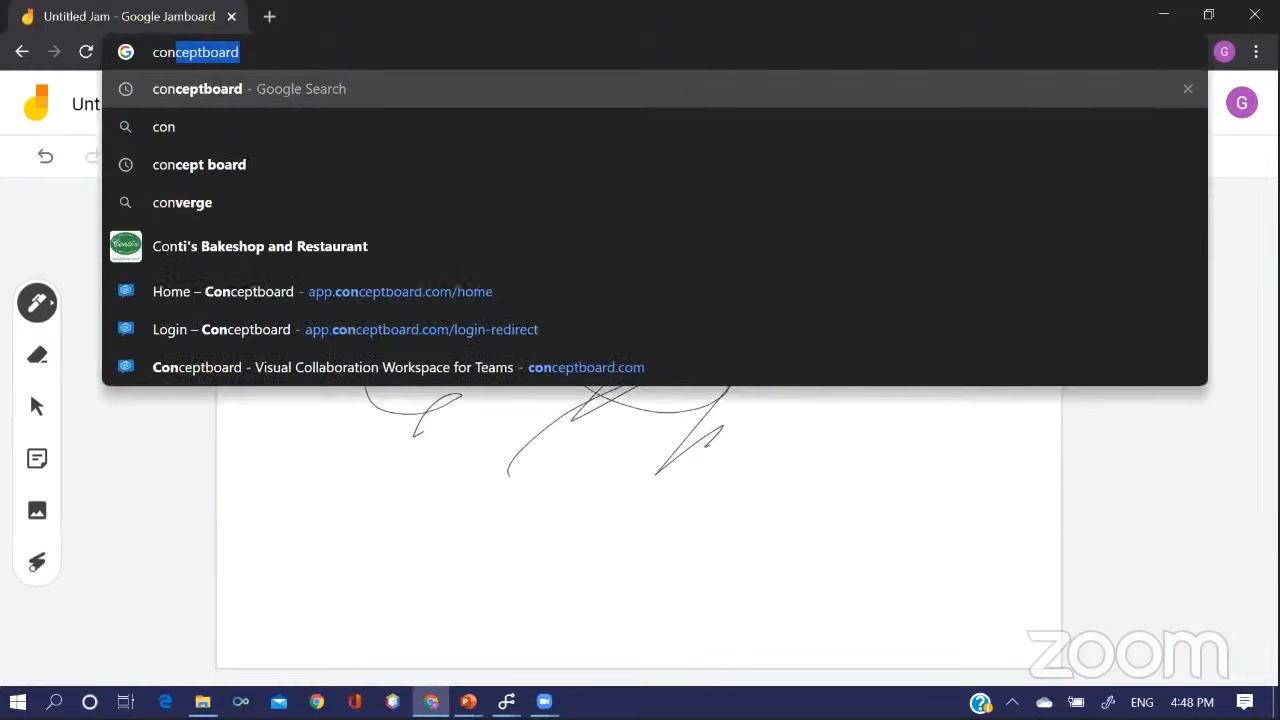 Untitled Jam - Google Jamboard
conceptboard
G
conceptboard - Google Search
Unt
G
con
concept board
converge
Conti's Bakeshop and Restaurant
Home – Conceptboard - app.conceptboard.com/home
Login – Conceptboard - app.conceptboard.com/login-redirect
Conceptboard - Visual Collaboration Workspace for Teams - conceptboard.com
zoom
ENG
4:48 PM